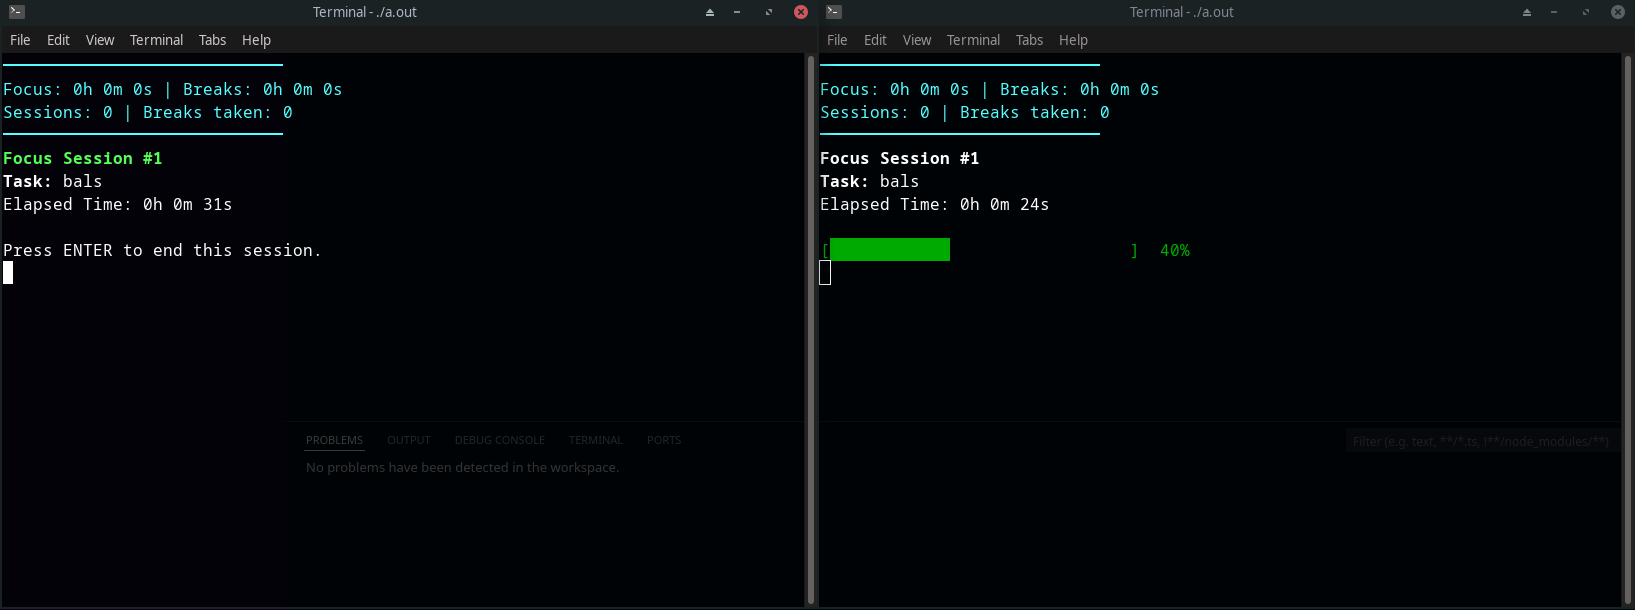 Terminal - ./a.out
File Edit View Terminal Tabs Help
Focus: 0h 0m 0s | Breaks: 0h 0m 0s
Sessions: 0 | Breaks taken: 0
Focus Session #1
Task: bals
Elapsed Time: 0h 0m 31s
Press ENTER to end this session.
PROBLEMS OUTPUT DEBUG CONSOLE TERMINAL PORTS
No problems have been detected in the workspace.
Terminal - ./a.out
File Edit View Terminal Tabs Help
Focus: 0h 0m 0s | Breaks: 0h 0m 0s
Sessions: 0 | Breaks taken: 0
Focus Session #1
Task: bals
Elapsed Time: 0h 0m 24s
[ ] 40%
Filter (e.g. text, **/*.ts, !**/node_modules/**)